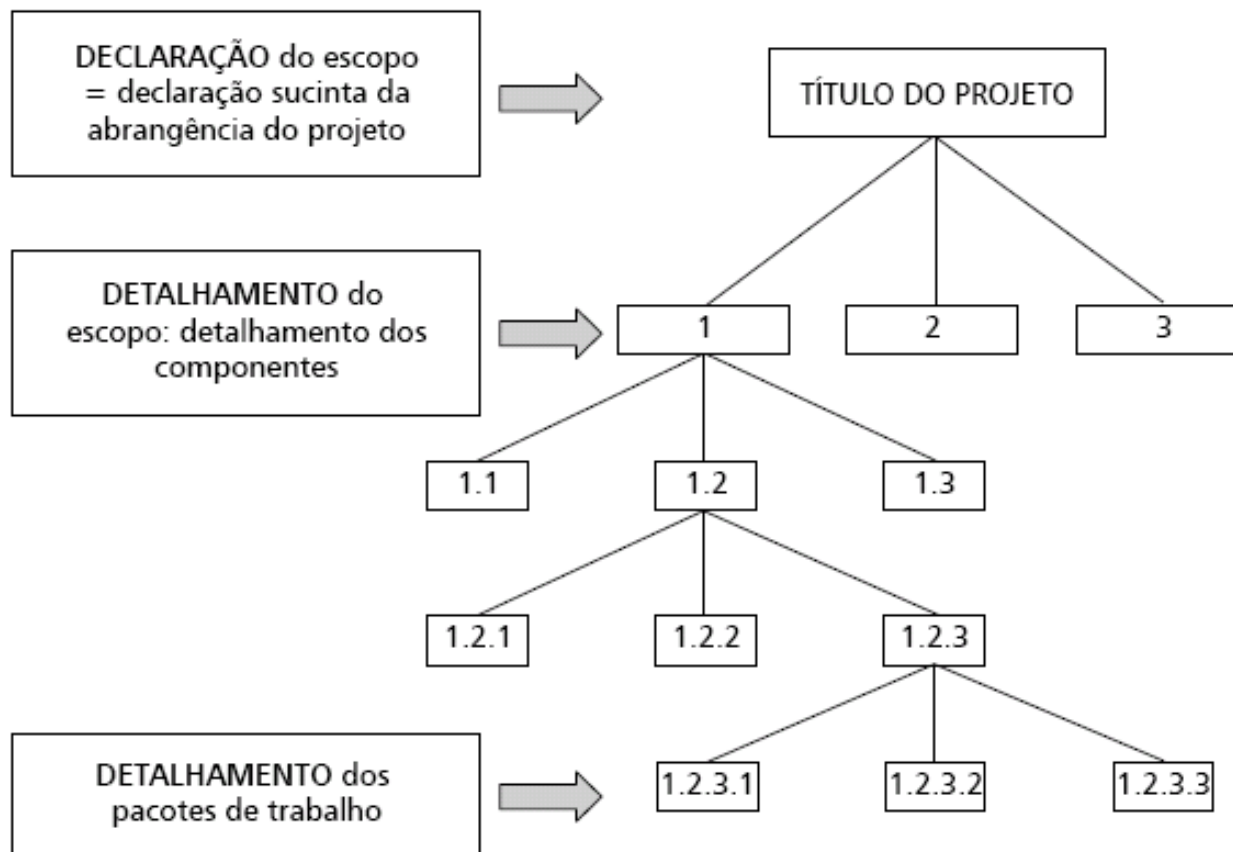 DECLARAÇÃO do escopo
= declaração sucinta da
abrangência do projeto
TÍTULO DO PROJETO
DETALHAMENTO do
escopo: detalhamento dos
componentes
1
2
3
1.1
1.2
1.3
1.2.1
1.2.2
1.2.3
DETALHAMENTO dos
pacotes de trabalho
1.2.3.1
1.2.3.2
1.2.3.3